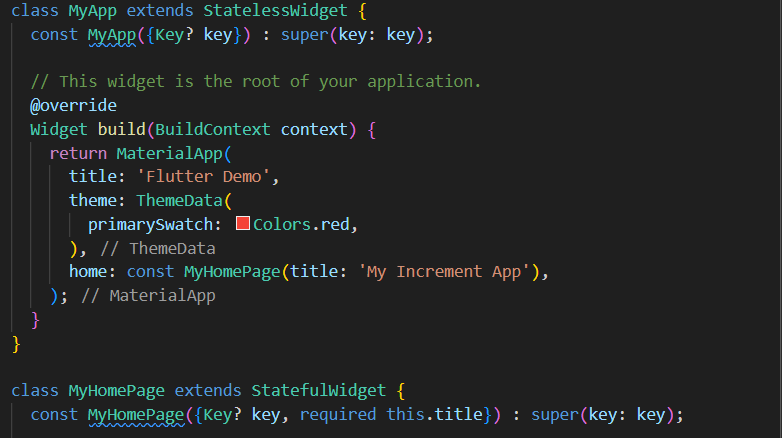 class MyApp extends StatelessWidget {
  const MyApp({Key? key}) : super(key: key);

  // This widget is the root of your application.
  @override
  Widget build(BuildContext context) {
    return MaterialApp(
      title: 'Flutter Demo',
      theme: ThemeData(
        primarySwatch: Colors.red,
      ), // ThemeData
      home: const MyHomePage(title: 'My Increment App'),
    ); // MaterialApp
  }
}

class MyHomePage extends StatefulWidget {
  const MyHomePage({Key? key, required this.title}) : super(key: key);